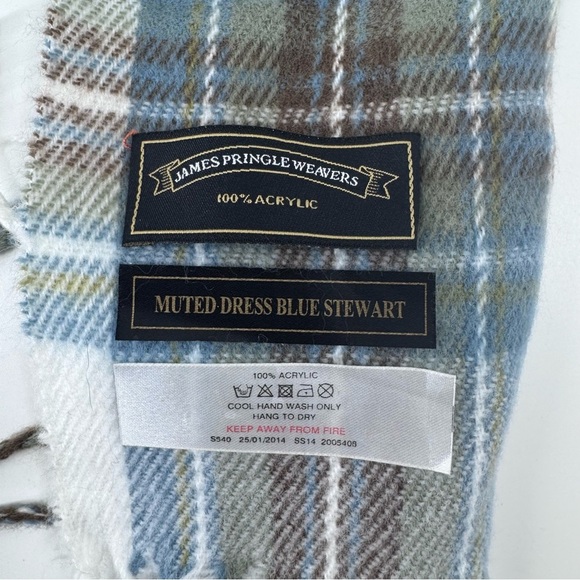 JAMES PRINGLE WEAVERS
100% ACRYLIC
MUTED DRESS BLUE STEWART
100% ACRYLIC
COOL HAND WASH ONLY
HANG TO DRY
KEEP AWAY FROM FIRE
S540 25/01/2014 SS14 2005408